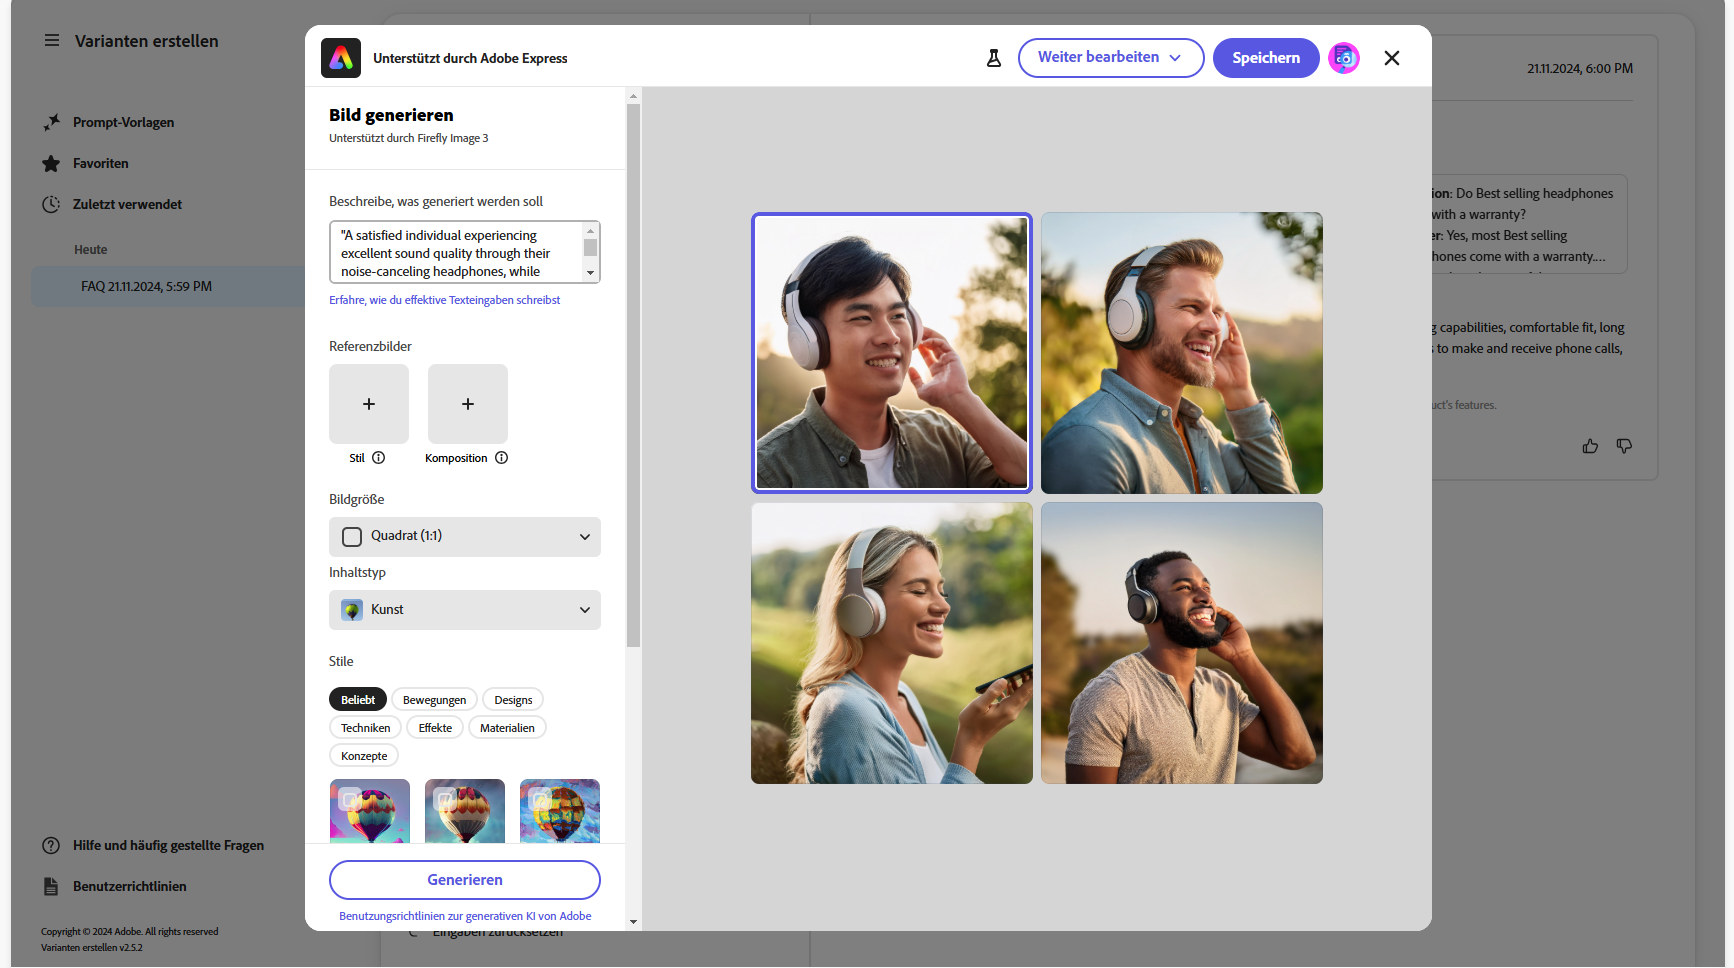 Varianten erstellen
Prompt-Vorlagen
Favoriten
Zuletzt verwendet
Heute
FAQ 21.11.2024, 5:59 PM
Hilfe und häufig gestellte Fragen
Benutzerrichtlinien
Copyright © 2024 Adobe. All rights reserved
Varianten erstellen v2.5.2
Unterstützt durch Adobe Express
Weiter bearbeiten
Speichern
Bild generieren
Unterstützt durch Firefly Image 3
Beschreibe, was generiert werden soll
"A satisfied individual experiencing
excellent sound quality through their
noise-canceling headphones, while
Erfahre, wie du effektive Texteingaben schreibst
Referenzbilder
Stil
Komposition
Bildgröße
Quadrat (1:1)
Inhaltstyp
Kunst
Stile
Beliebt
Bewegungen
Designs
Techniken
Effekte
Materialien
Konzepte
Generieren
Benutzungsrichtlinien zur generativen KI von Adobe
Eingaben zurücksetzen
21.11.2024, 6:00 PM
ion: Do Best selling headphones
with a warranty?
er: Yes, most Best selling
hones come with a warranty....
g capabilities, comfortable fit, long
s to make and receive phone calls,
uct's features.